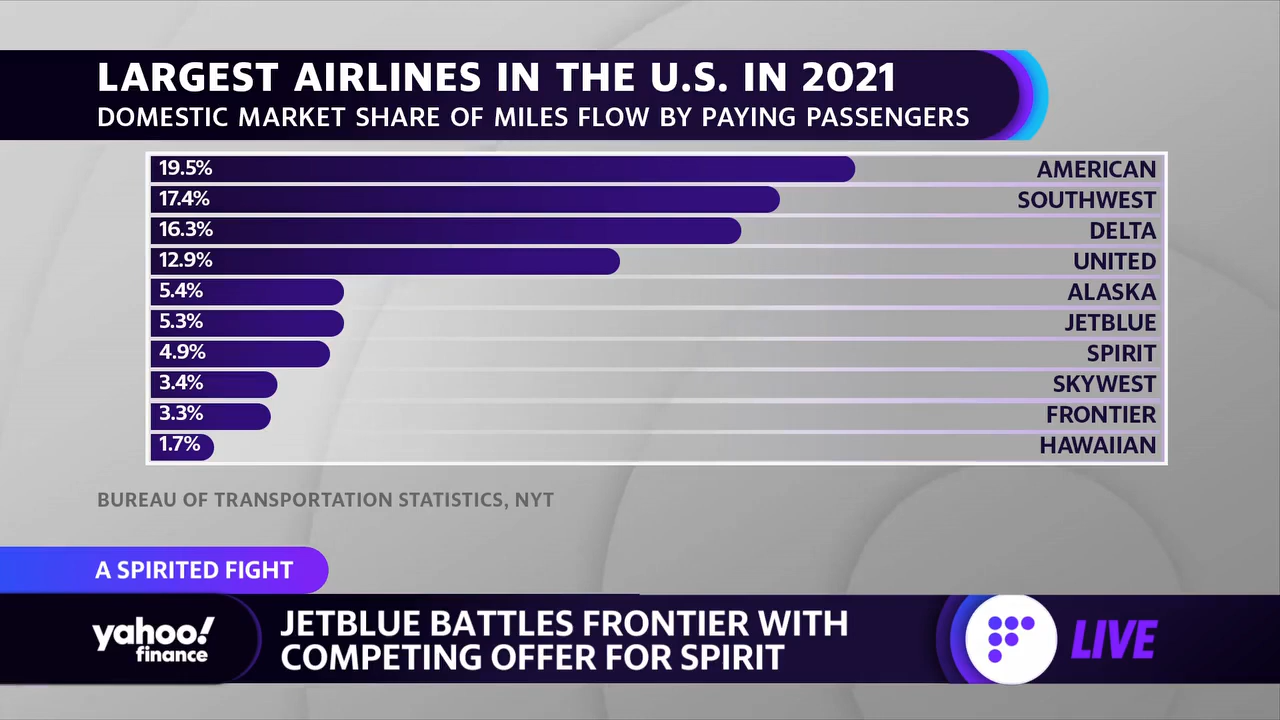 LARGEST AIRLINES IN THE U.S. IN 2021
DOMESTIC MARKET SHARE OF MILES FLOW BY PAYING PASSENGERS
19.5% AMERICAN
17.4% SOUTHWEST
16.3% DELTA
12.9% UNITED
5.4% ALASKA
5.3% JETBLUE
4.9% SPIRIT
3.4% SKYWEST
3.3% FRONTIER
1.7% HAWAIIAN
BUREAU OF TRANSPORTATION STATISTICS, NYT
A SPIRITED FIGHT
yahoo!
finance
JETBLUE BATTLES FRONTIER WITH
COMPETING OFFER FOR SPIRIT
LIVE